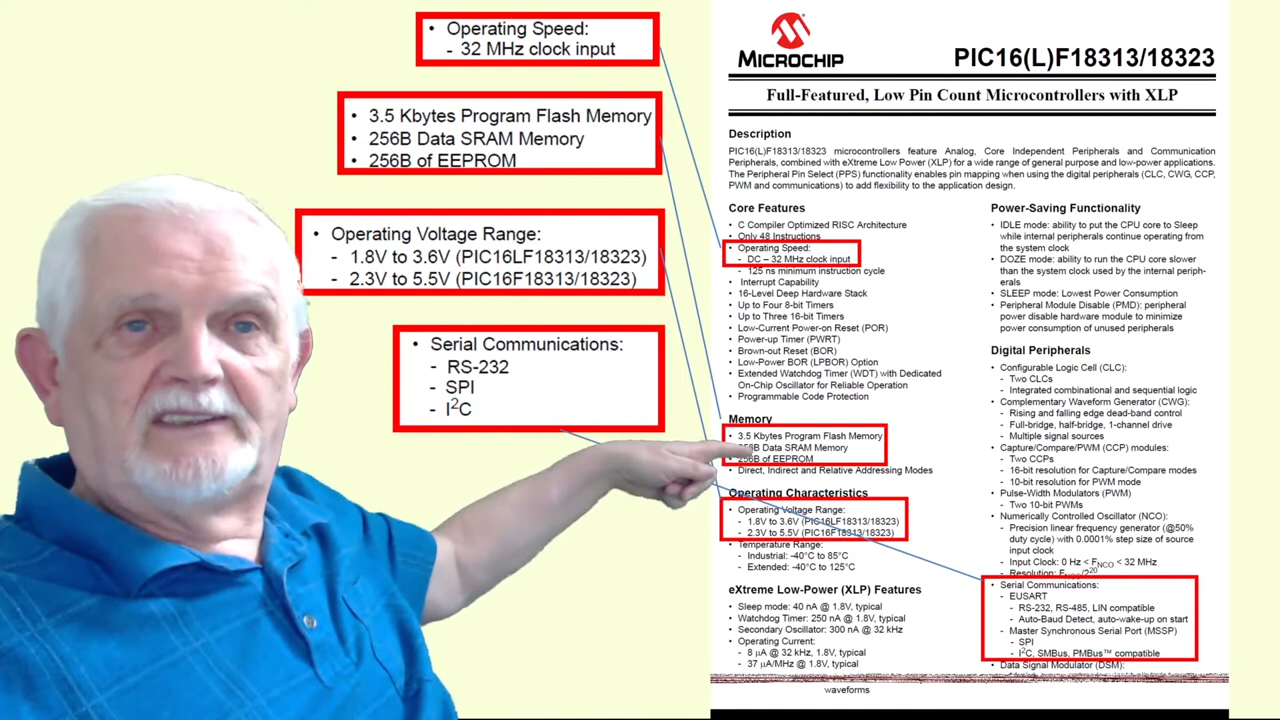 • Operating Speed:
- 32 MHz clock input
• 3.5 Kbytes Program Flash Memory
• 256B Data SRAM Memory
• 256B of EEPROM
• Operating Voltage Range:
- 1.8V to 3.6V (PIC16LF18313/18323)
- 2.3V to 5.5V (PIC16F18313/18323)
• Serial Communications:
- RS-232
- SPI
- I²C
MICROCHIP
PIC16(L)F18313/18323
Full-Featured, Low Pin Count Microcontrollers with XLP
Description
PIC16(L)F18313/18323 microcontrollers feature Analog, Core Independent Peripherals and Communication
Peripherals, combined with eXtreme Low Power (XLP) for a wide range of general purpose and low-power applications.
The Peripheral Pin Select (PPS) functionality enables pin mapping when using the digital peripherals (CLC, CWG, CCP,
PWM and communications) to add flexibility to the application design.
Core Features
• C Compiler Optimized RISC Architecture
• Only 48 Instructions
• Operating Speed:
- DC – 32 MHz clock input
- 125 ns minimum instruction cycle
• Interrupt Capability
• 16-Level Deep Hardware Stack
• Up to Four 8-bit Timers
• Up to Three 16-bit Timers
• Low-Current Power-on Reset (POR)
• Power-up Timer (PWRT)
• Brown-out Reset (BOR)
• Low-Power BOR (LPBOR) Option
• Extended Watchdog Timer (WDT) with Dedicated
On-Chip Oscillator for Reliable Operation
• Programmable Code Protection
Memory
• 3.5 Kbytes Program Flash Memory
Data SRAM Memory
• 256B of EEPROM
• Direct, Indirect and Relative Addressing Modes
Operating Characteristics
• Operating Voltage Range:
- 1.8V to 3.6V (PIC16LF18313/18323)
- 2.3V to 5.5V (PIC16F18313/18323)
• Temperature Range:
- Industrial: -40°C to 85°C
- Extended: -40°C to 125°C
eXtreme Low-Power (XLP) Features
• Sleep mode: 40 nA @ 1.8V, typical
• Watchdog Timer: 250 nA @ 1.8V, typical
• Secondary Oscillator: 300 nA @ 32 kHz
• Operating Current:
- 8 µA @ 32 kHz, 1.8V, typical
- 37 µA/MHz @ 1.8V, typical
Power-Saving Functionality
• IDLE mode: ability to put the CPU core to Sleep
while internal peripherals continue operating from
the system clock
• DOZE mode: ability to run the CPU core slower
than the system clock used by the internal periph-
erals
• SLEEP mode: Lowest Power Consumption
• Peripheral Module Disable (PMD): peripheral
power disable hardware module to minimize
power consumption of unused peripherals
Digital Peripherals
• Configurable Logic Cell (CLC):
- Two CLCs
- Integrated combinational and sequential logic
• Complementary Waveform Generator (CWG):
- Rising and falling edge dead-band control
- Full-bridge, half-bridge, 1-channel drive
- Multiple signal sources
• Capture/Compare/PWM (CCP) modules:
- Two CCPs
- 16-bit resolution for Capture/Compare modes
- 10-bit resolution for PWM mode
• Pulse-Width Modulators (PWM)
- Two 10-bit PWMs
• Numerically Controlled Oscillator (NCO):
- Precision linear frequency generator (@50%
duty cycle) with 0.0001% step size of source
input clock
- Input Clock: 0 Hz < FNCO < 32 MHz
- Resolution: FNCO/2²⁰
• Serial Communications:
- EUSART
- RS-232, RS-485, LIN compatible
- Auto-Baud Detect, auto-wake-up on start
- Master Synchronous Serial Port (MSSP)
- SPI
- I²C, SMBus, PMBus™ compatible
• Data Signal Modulator (DSM):
waveforms